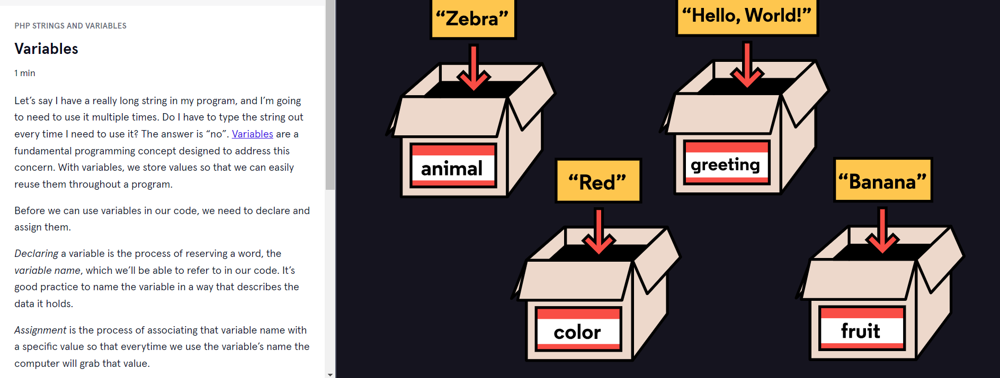 PHP STRINGS AND VARIABLES
Variables
1 min
Let’s say I have a really long string in my program, and I’m going
to need to use it multiple times. Do I have to type the string out
every time I need to use it? The answer is “no”. Variables are a
fundamental programming concept designed to address this
concern. With variables, we store values so that we can easily
reuse them throughout a program.
Before we can use variables in our code, we need to declare and
assign them.
Declaring a variable is the process of reserving a word, the
variable name, which we’ll be able to refer to in our code. It’s
good practice to name the variable in a way that describes the
data it holds.
Assignment is the process of associating that variable name with
a specific value so that everytime we use the variable’s name the
computer will grab that value.
“Zebra”
animal
“Hello, World!”
greeting
“Red”
color
“Banana”
fruit